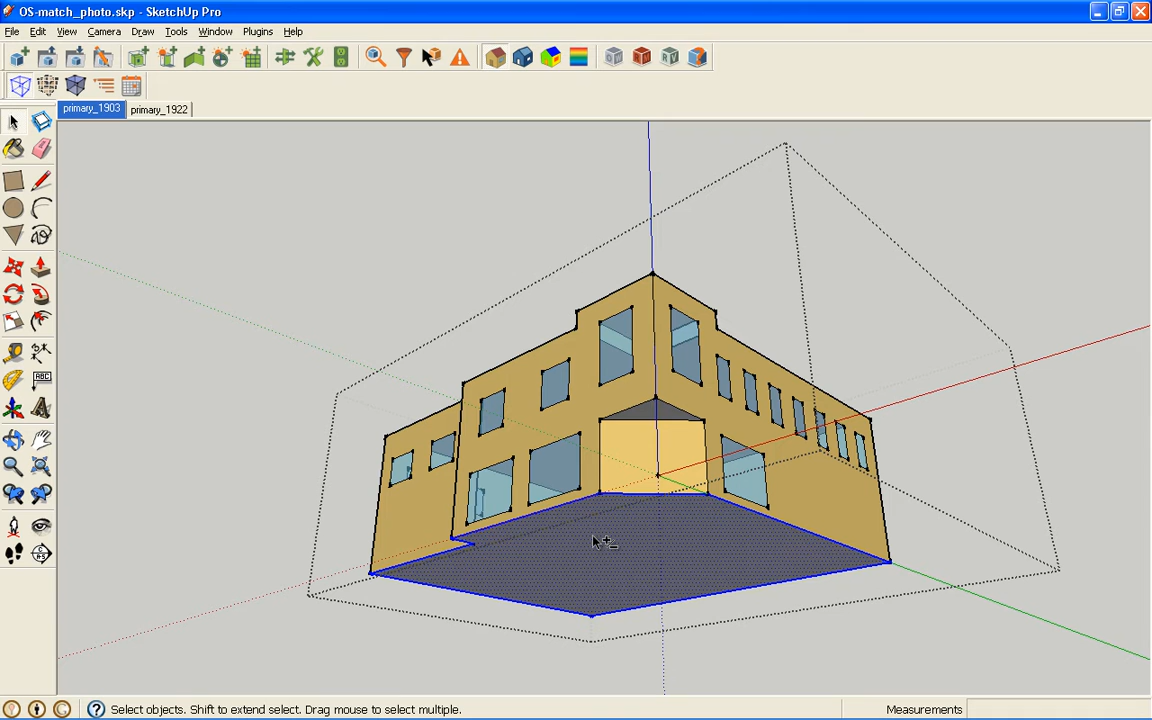 OS-match_photo.skp - SketchUp Pro
File Edit View Camera Draw Tools Window Plugins Help
primary_1903 primary_1922
ABC
Select objects. Shift to extend select. Drag mouse to select multiple.
Measurements